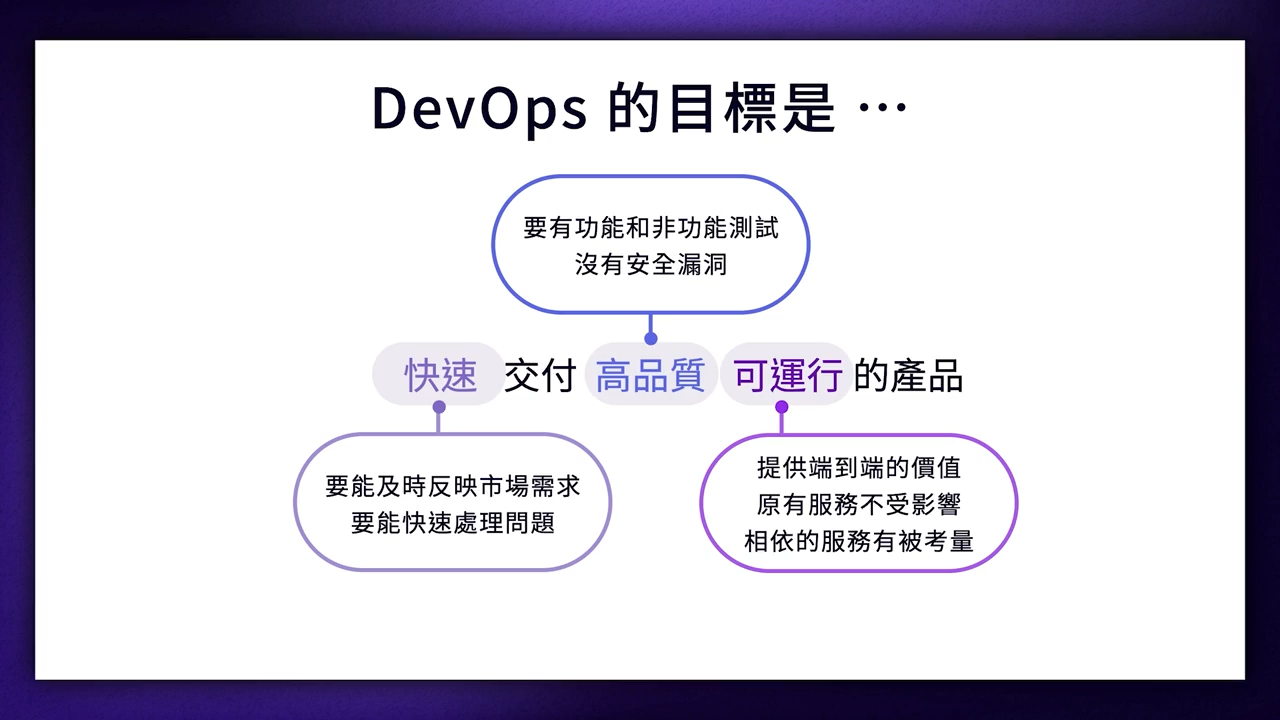 DevOps 的目標是 …
要有功能和非功能測試
沒有安全漏洞
快速交付 高品質 可運行的產品
要能及時反映市場需求
要能快速處理問題
提供端到端的價值
原有服務不受影響
相依的服務有被考量